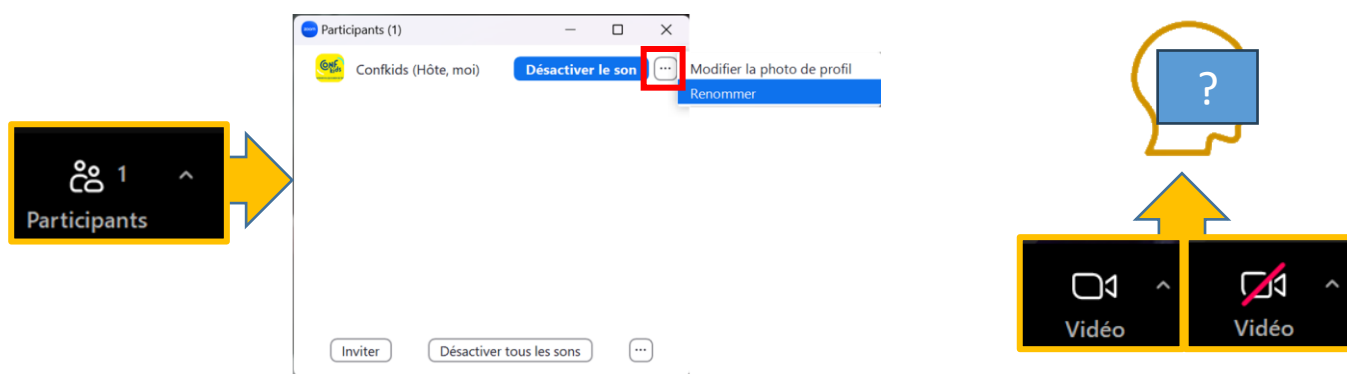 Participants (1)
Confkids (Hôte, moi)
Désactiver le son
...
Modifier la photo de profil
Renommer
1
Participants
Inviter
Désactiver tous les sons
...
?
Vidéo
Vidéo